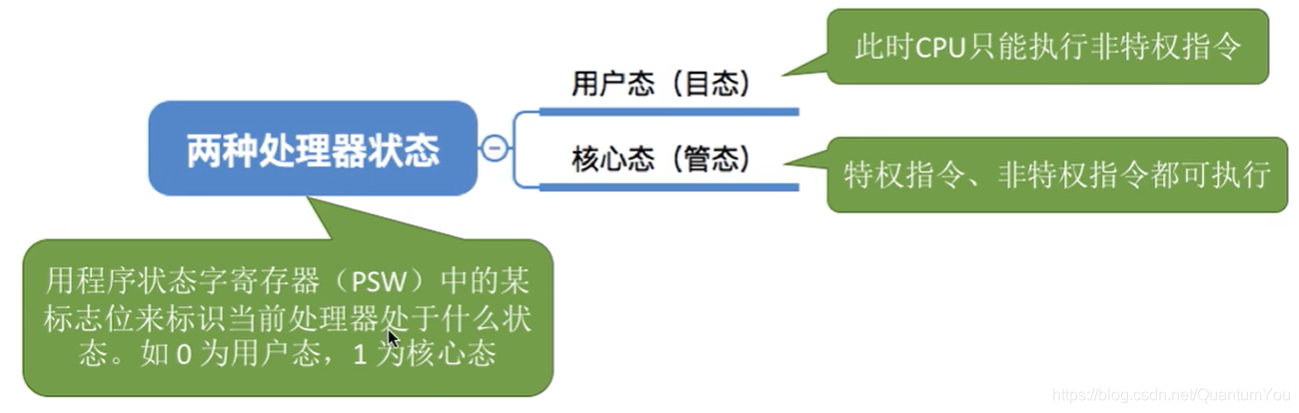 此时CPU只能执行非特权指令
用户态（目态）
两种处理器状态
核心态（管态）
特权指令、非特权指令都可执行
用程序状态字寄存器（PSW）中的某
标志位来标识当前处理器处于什么状
态。如 0 为用户态，1 为核心态
https://blog.csdn.net/QuantumYou